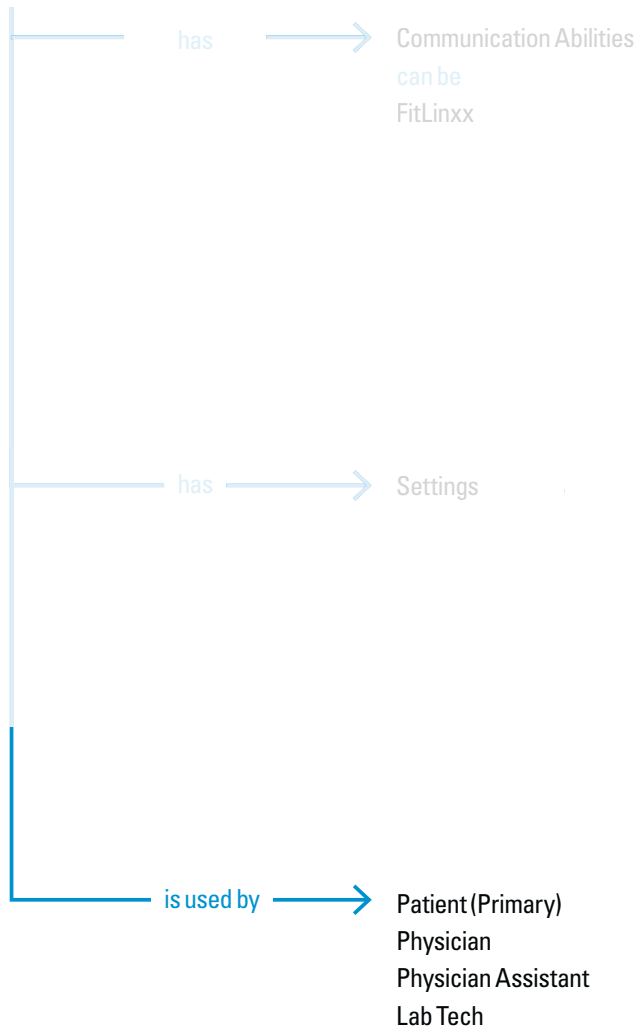 has Communication Abilities
can be
FitLinxx
has Settings
is used by Patient (Primary)
Physician
Physician Assistant
Lab Tech